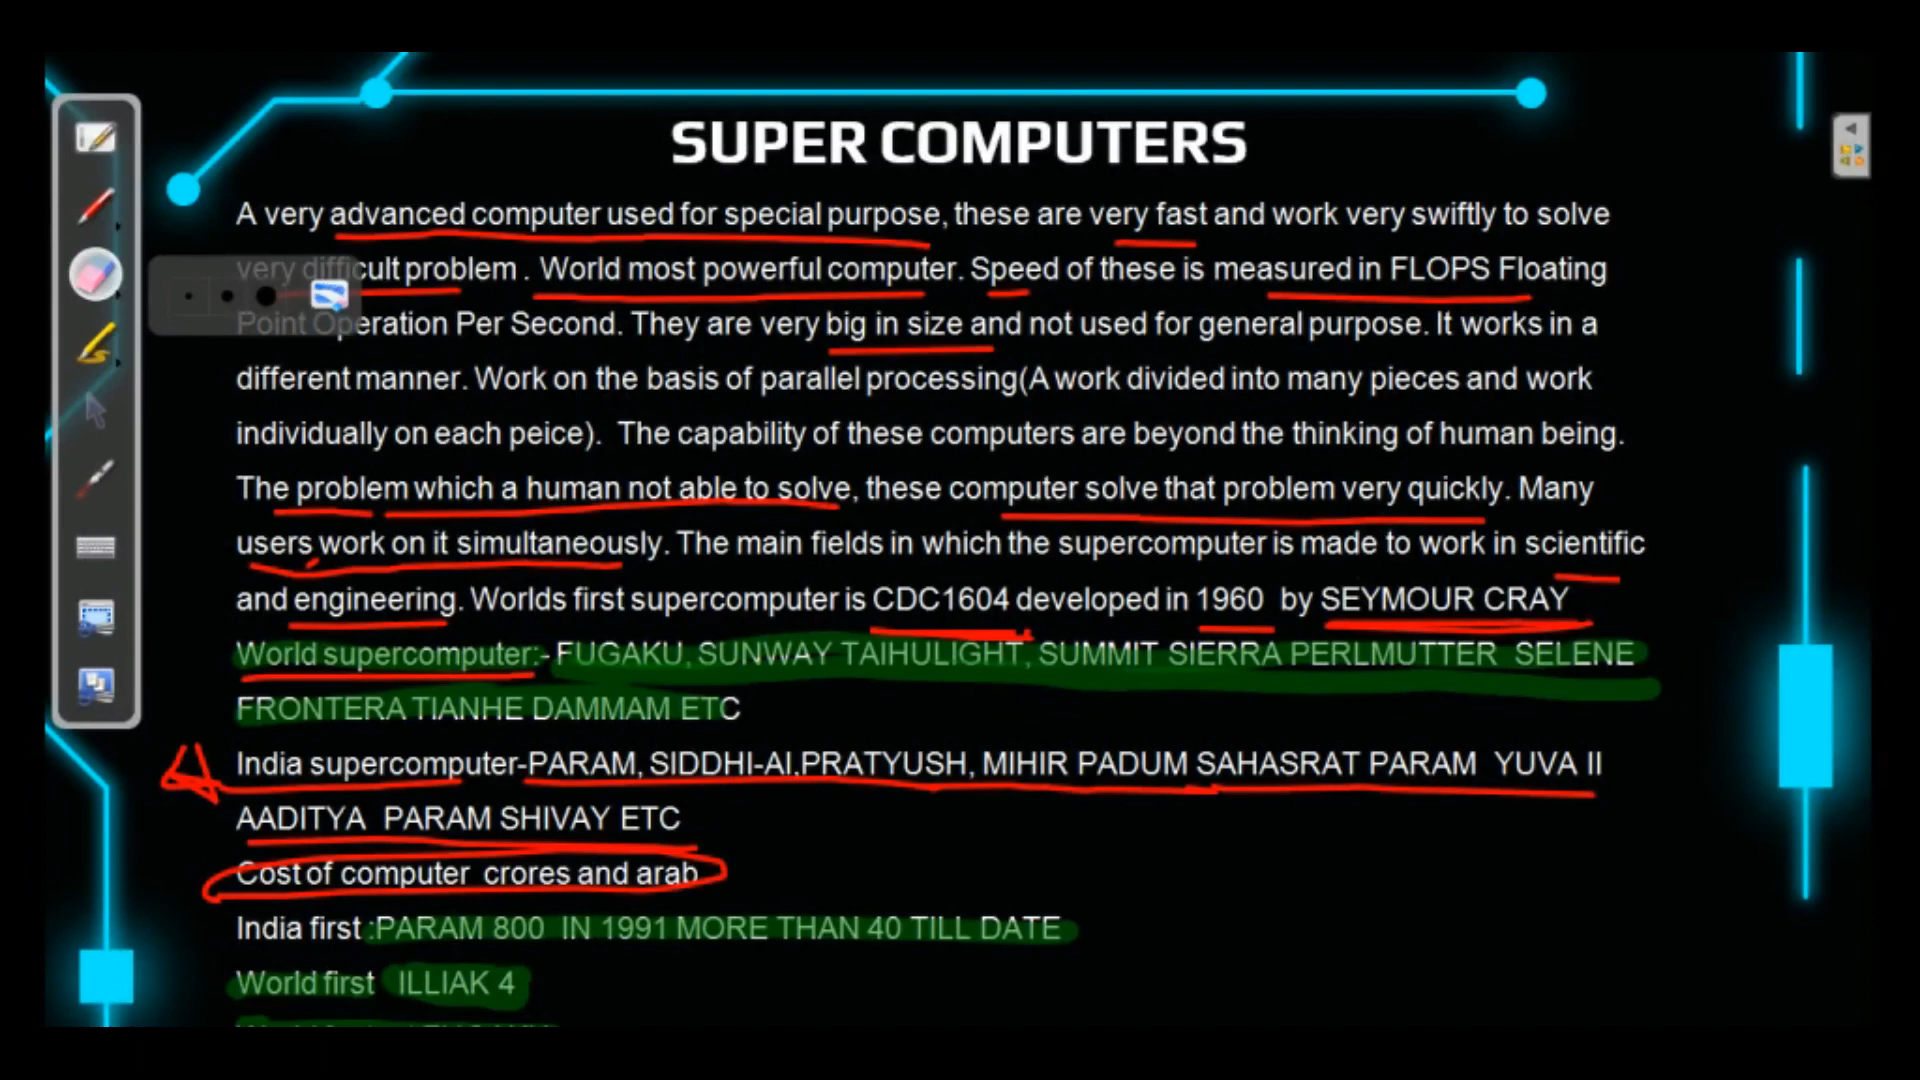 SUPER COMPUTERS
A very advanced computer used for special purpose, these are very fast and work very swiftly to solve
very difficult problem . World most powerful computer. Speed of these is measured in FLOPS Floating
Point Operation Per Second. They are very big in size and not used for general purpose. It works in a
different manner. Work on the basis of parallel processing(A work divided into many pieces and work
individually on each peice). The capability of these computers are beyond the thinking of human being.
The problem which a human not able to solve, these computer solve that problem very quickly. Many
users work on it simultaneously. The main fields in which the supercomputer is made to work in scientific
and engineering. Worlds first supercomputer is CDC1604 developed in 1960 by SEYMOUR CRAY
World supercomputer:- FUGAKU, SUNWAY TAIHULIGHT, SUMMIT SIERRA PERLMUTTER SELENE
FRONTERA TIANHE DAMMAM ETC
India supercomputer-PARAM, SIDDHI-AI,PRATYUSH, MIHIR PADUM SAHASRAT PARAM YUVA II
AADITYA PARAM SHIVAY ETC
Cost of computer crores and arab
India first :PARAM 800 IN 1991 MORE THAN 40 TILL DATE
World first ILLIAK 4